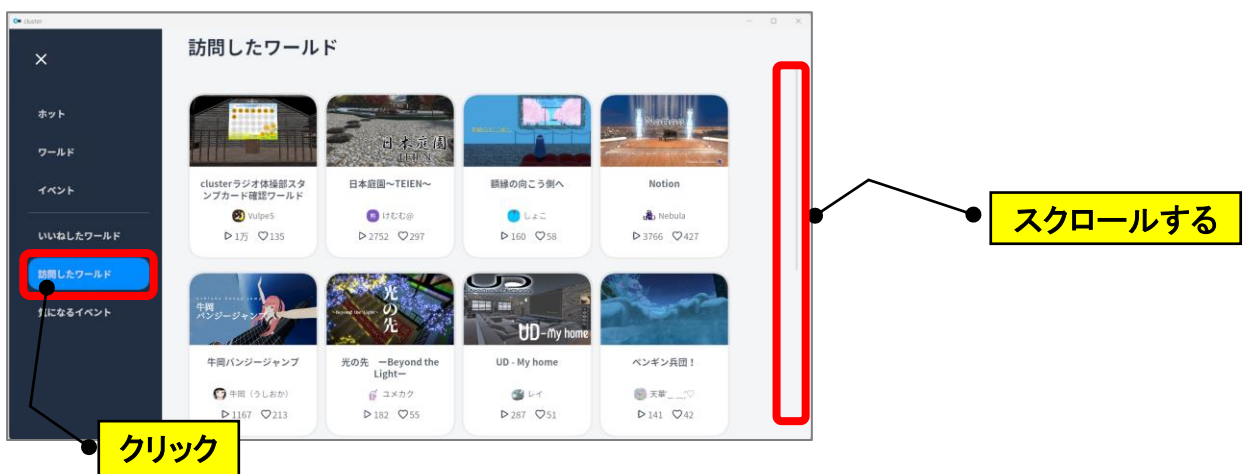 cluster
訪問したワールド
ホット
ワールド
イベント
いいねしたワールド
訪問したワールド
気になるイベント
日本庭園
TEIEN
Notion
clusterラジオ体操部スタ
ンプカード確認ワールド
VulpeS
1万 135
日本庭園～TEIEN～
けむむ@
2752 297
額縁の向こう側へ
しょこ
160 58
Notion
Nebula
3766 427
牛岡
バンジージャンプ
光の先
UD-My home
牛岡バンジージャンプ
牛岡（うしおか）
1167 213
光の先 ーBeyond the
Lightー
ユメカケ
182 55
UD - My home
レイ
287 51
ペンギン兵団！
141 42
スクロールする
クリック